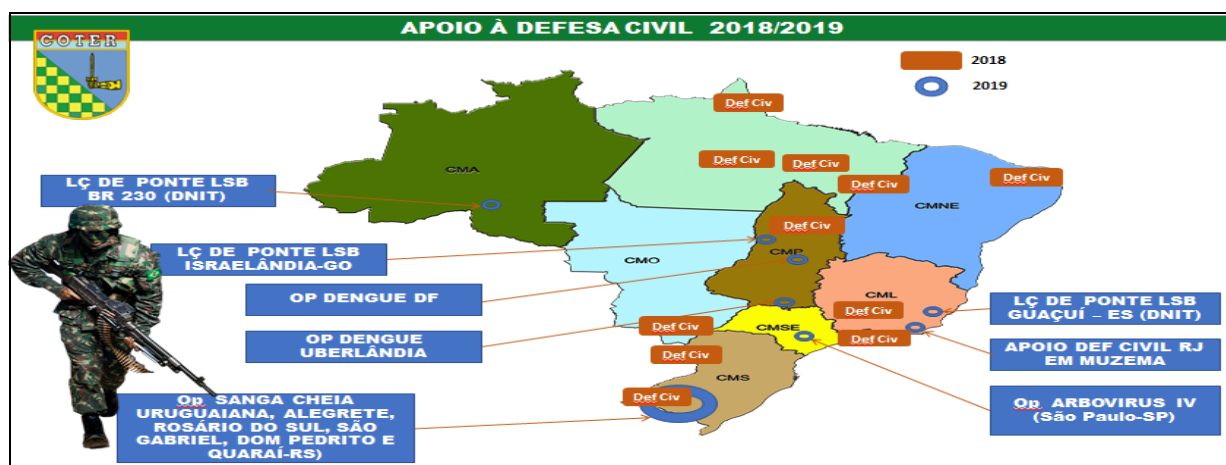 APOIO À DEFESA CIVIL 2018/2019
COTER
2018
2019
Def Civ
Def Civ
Def Civ
Def Civ
Def Civ
CMA
CMNE
LÇ DE PONTE LSB
BR 230 (DNIT)
Def Civ
LÇ DE PONTE LSB
ISRAELÂNDIA-GO
CMO
CMP
OP DENGUE DF
CML
LÇ DE PONTE LSB
GUAÇUÍ – ES (DNIT)
Def Civ
OP DENGUE
UBERLÂNDIA
Def Civ
CMSE
Def Civ
Def Civ
APOIO DEF CIVIL RJ
EM MUZEMA
CMS
Def Civ
Op SANGA CHEIA
URUGUAIANA, ALEGRETE,
ROSÁRIO DO SUL, SÃO
GABRIEL, DOM PEDRITO E
QUARAÍ-RS)
Op ARBOVIRUS IV
(São Paulo-SP)